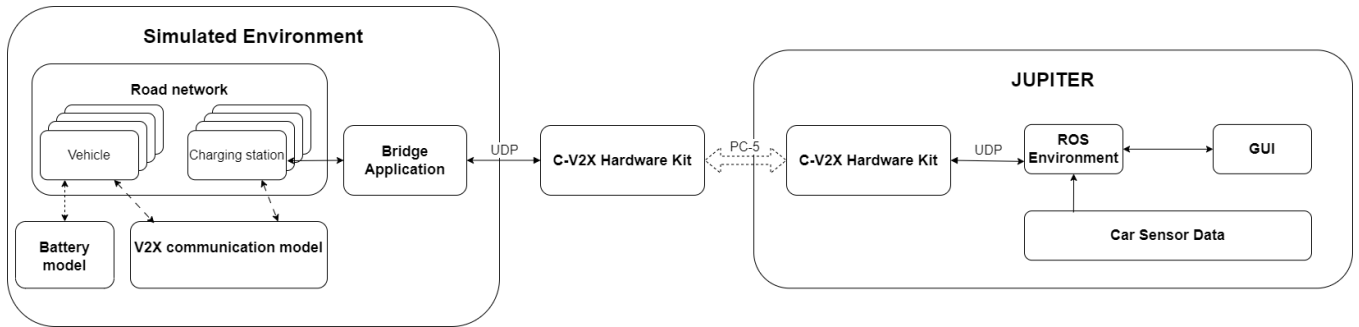 Simulated Environment
Road network
Vehicle
Charging station
Bridge
Application
UDP
C-V2X Hardware Kit
PC-5
Battery
model
V2X communication model
JUPITER
C-V2X Hardware Kit
UDP
ROS
Environment
GUI
Car Sensor Data